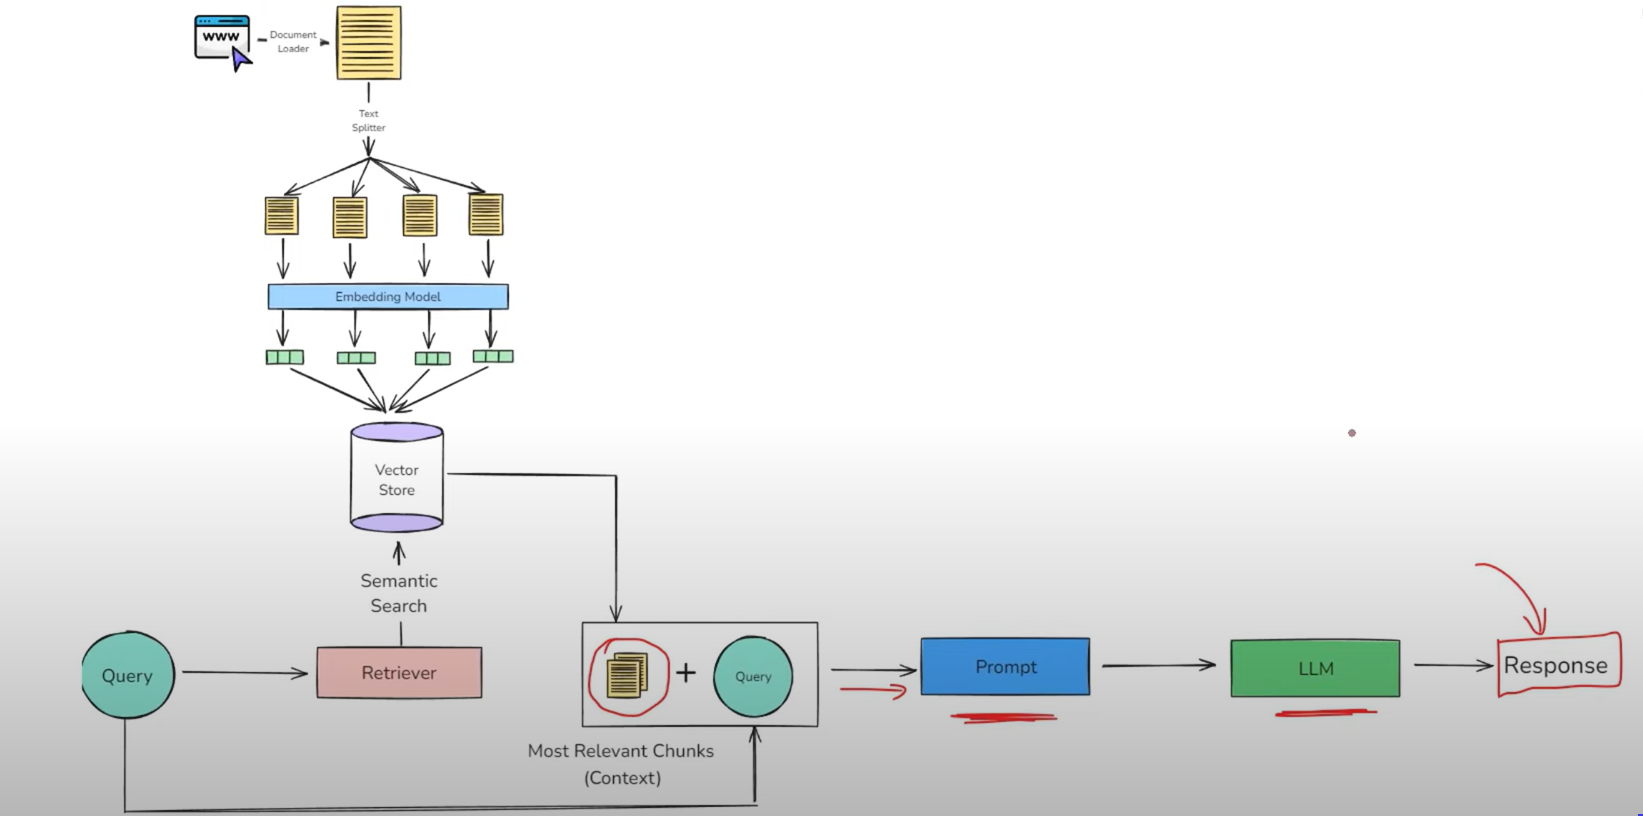 www
Document
Loader
Text
Splitter
Embedding Model
Vector
Store
Semantic
Search
Query
Retriever
+
Query
Prompt
LLM
Response
Most Relevant Chunks
(Context)